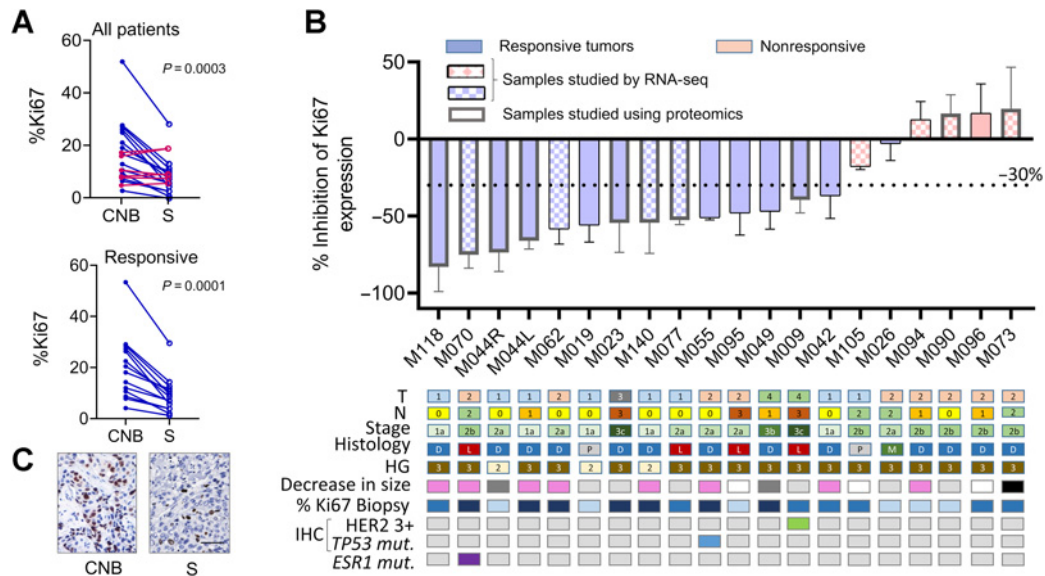 A
All patients
60
P = 0.0003
40
%Ki67
20
0
CNB S
Responsive
60
P = 0.0001
40
%Ki67
20
0
CNB S
C
CNB S
B
Responsive tumors
Nonresponsive
Samples studied by RNA-seq
Samples studied using proteomics
% Inhibition of Ki67
expression
50
0
−50
−100
−30%
M118 M070 M044R M044L M062 M019 M023 M140 M077 M055 M095 M049 M009 M042 M105 M026 M094 M090 M096 M073
T 1 2 1 1 1 1 3 1 1 2 2 4 4 1 1 2 2 2 2 2
N 0 2 0 1 0 0 3 0 0 0 3 1 3 0 2 2 1 0 1 2
Stage 1a 2b 2a 2a 2a 1a 3c 1a 2a 2a 2a 3b 3c 1a 2b 2a 2b 2a 2b 2b
Histology D L D D D P D D L D L D L D P M D D D D
HG 3 3 2 3 3 2 3 2 3 3 3 3 3 3 3 3 3 3 3 3
Decrease in size
% Ki67 Biopsy
IHC
HER2 3+
TP53 mut.
ESR1 mut.